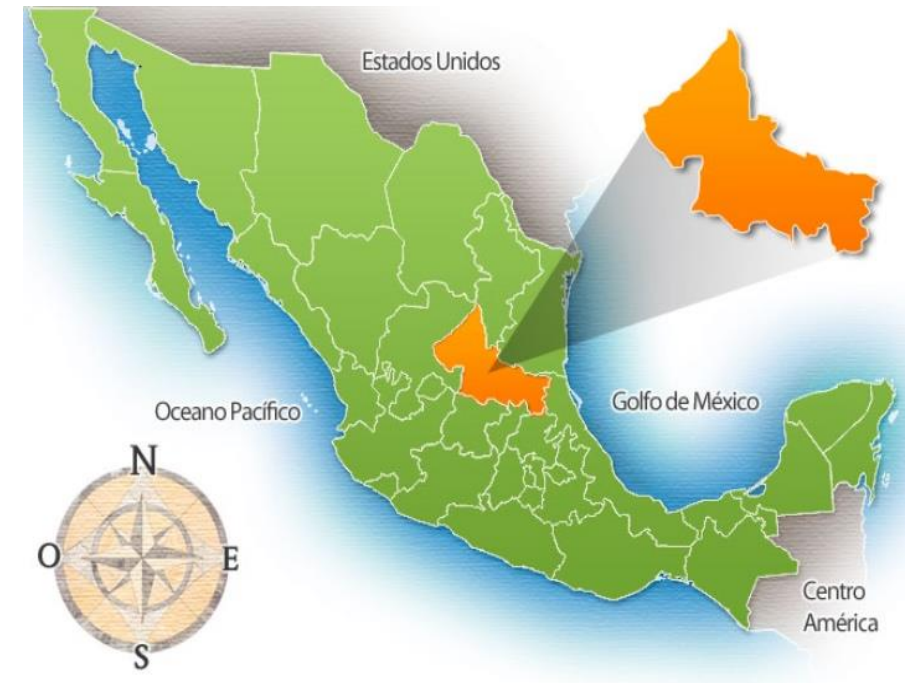 Estados Unidos
Golfo de México
Oceano Pacífico
N
O
E
S
Centro
América